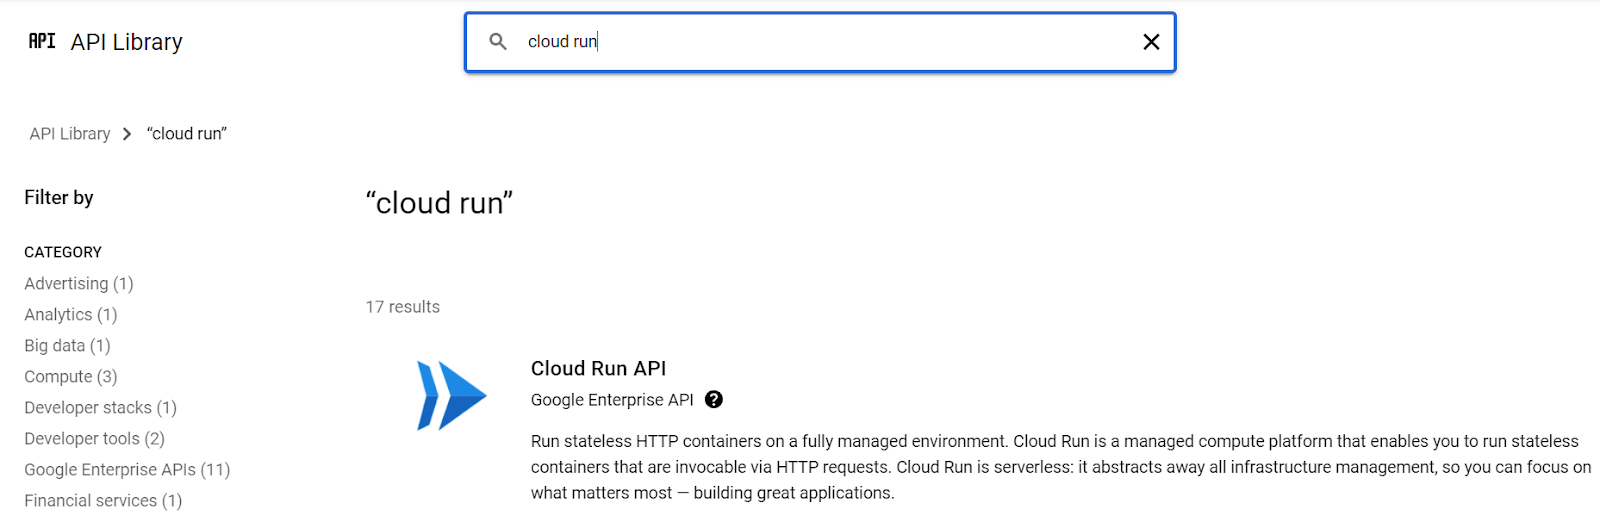 API API Library
cloud run
API Library > “cloud run”
Filter by
CATEGORY
Advertising (1)
Analytics (1)
Big data (1)
Compute (3)
Developer stacks (1)
Developer tools (2)
Google Enterprise APIs (11)
Financial services (1)
“cloud run”
17 results
Cloud Run API
Google Enterprise API ?
Run stateless HTTP containers on a fully managed environment. Cloud Run is a managed compute platform that enables you to run stateless
containers that are invocable via HTTP requests. Cloud Run is serverless: it abstracts away all infrastructure management, so you can focus on
what matters most — building great applications.